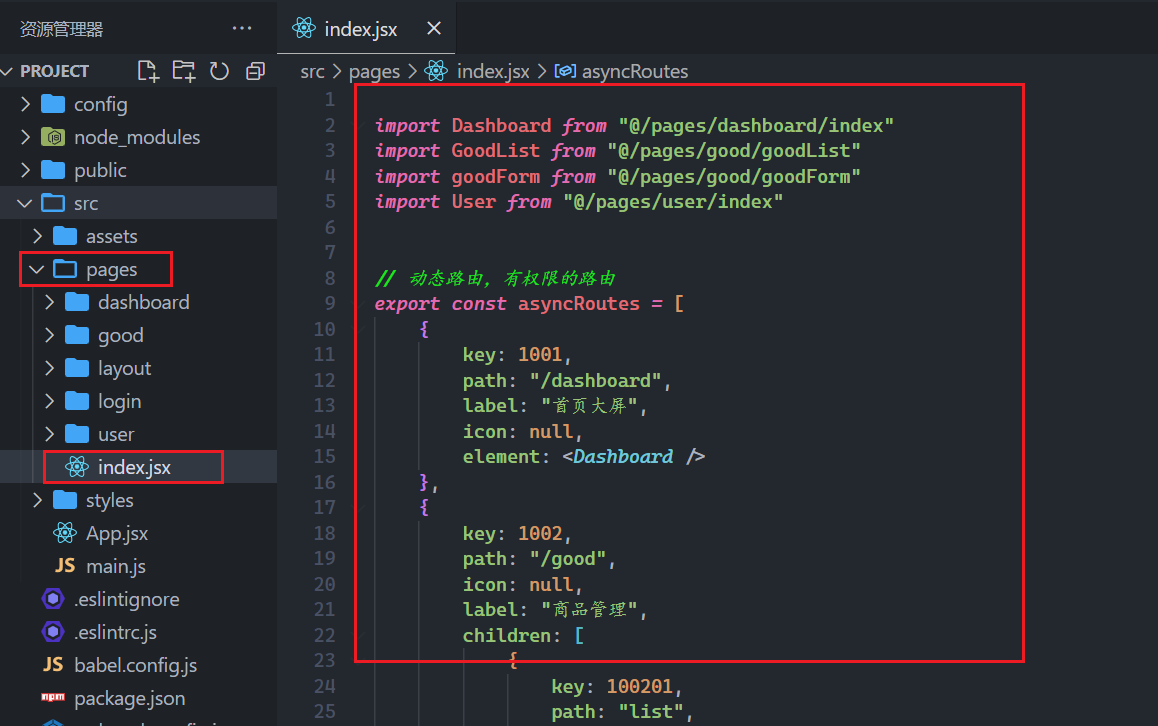 资源管理器
PROJECT
config
node_modules
public
src
assets
pages
dashboard
good
layout
login
user
index.jsx
styles
App.jsx
JS main.js
.eslintignore
.eslintrc.js
JS babel.config.js
package.json
index.jsx
src > pages > index.jsx > asyncRoutes
1
2 import Dashboard from "@/pages/dashboard/index"
3 import GoodList from "@/pages/good/goodList"
4 import goodForm from "@/pages/good/goodForm"
5 import User from "@/pages/user/index"
6
7
8 // 动态路由，有权限的路由
9 export const asyncRoutes = [
10 {
11 key: 1001,
12 path: "/dashboard",
13 label: "首页大屏",
14 icon: null,
15 element: <Dashboard />
16 },
17 {
18 key: 1002,
19 path: "/good",
20 icon: null,
21 label: "商品管理",
22 children: [
23 {
24 key: 100201,
25 path: "list",